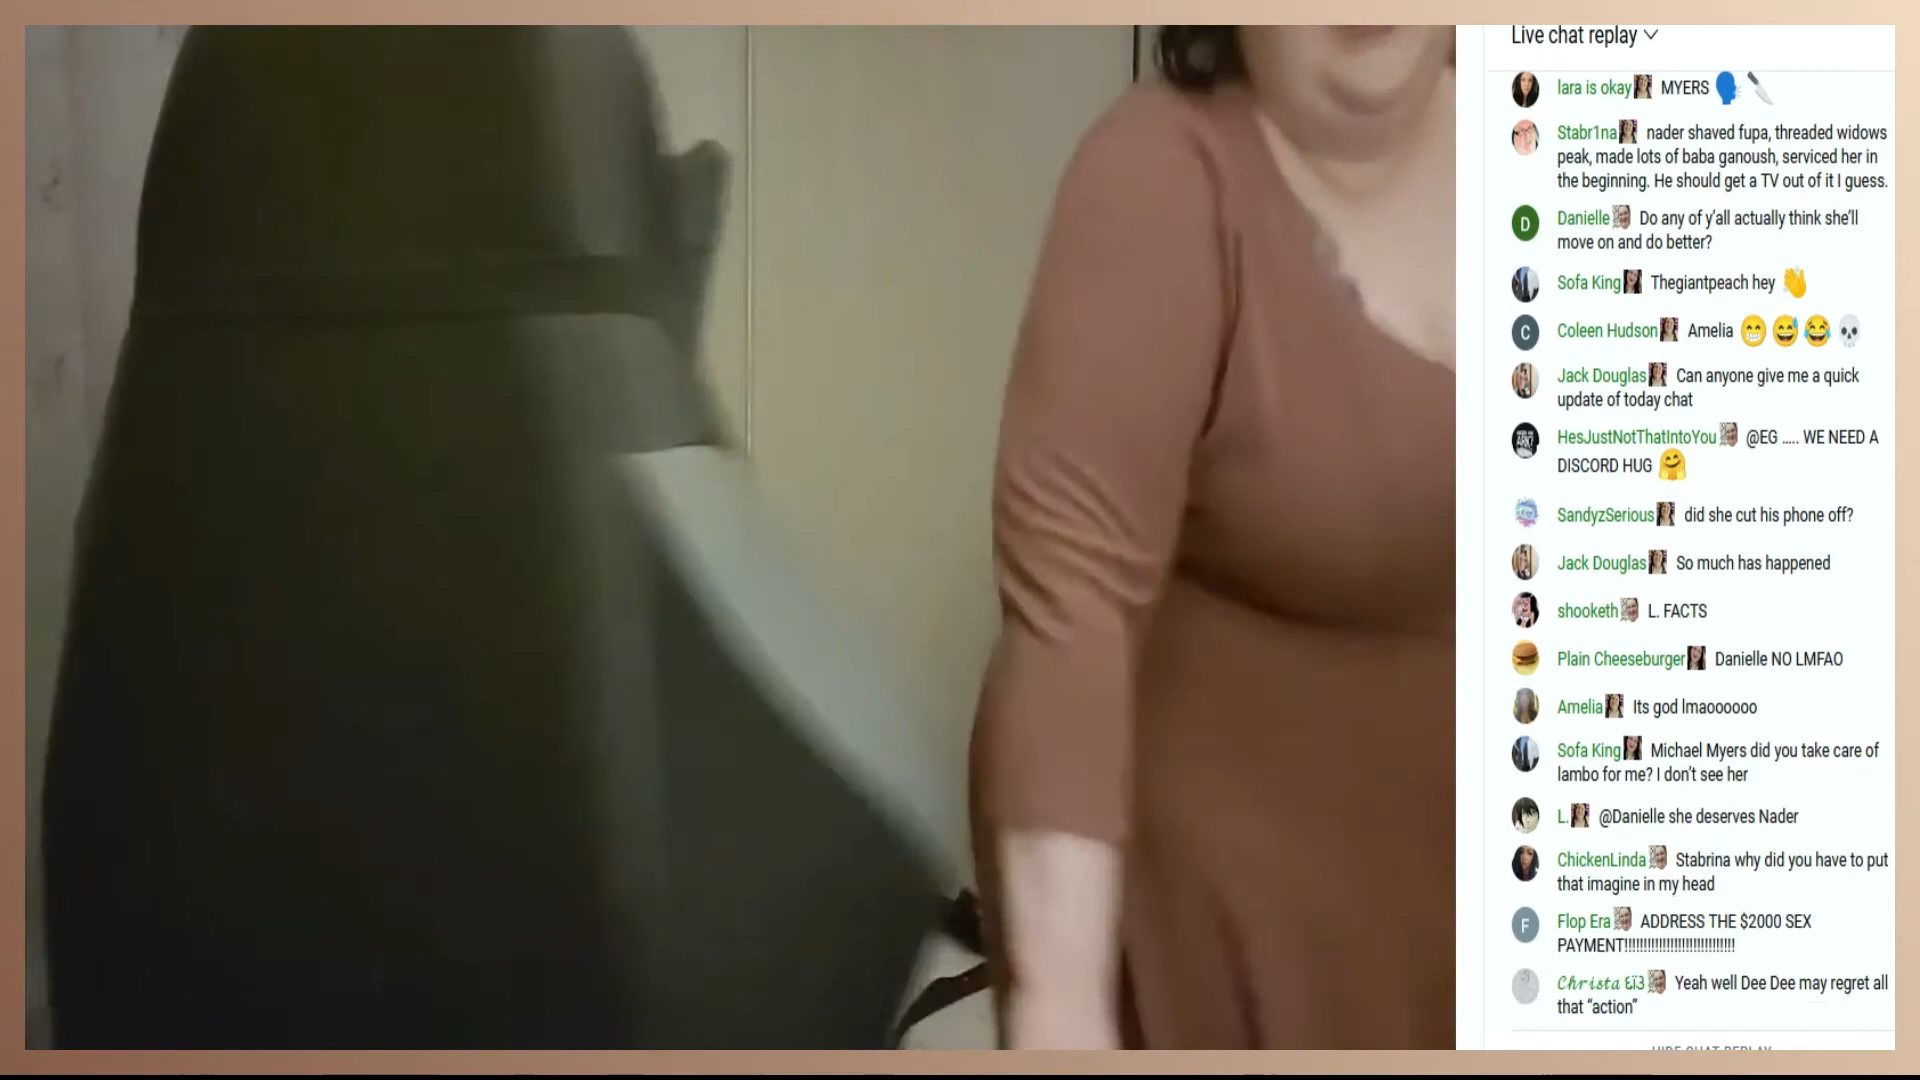 Live chat replay
lara is okay MYERS 🗣️🔪
Stabr1na nader shaved fupa, threaded widows
peak, made lots of baba ganoush, serviced her in
the beginning. He should get a TV out of it I guess.
D
Danielle Do any of y'all actually think she'll
move on and do better?
Sofa King Thegiantpeach hey 👋
C
Coleen Hudson Amelia 😁😅😂💀
Jack Douglas Can anyone give me a quick
update of today chat
HesJustNotThatIntoYou @EG ..... WE NEED A
DISCORD HUG 🤗
SandyzSerious did she cut his phone off?
Jack Douglas So much has happened
shooketh L. FACTS
Plain Cheeseburger Danielle NO LMFAO
Amelia Its god lmaoooooo
Sofa King Michael Myers did you take care of
lambo for me? I don't see her
L. @Danielle she deserves Nader
ChickenLinda Stabrina why did you have to put
that imagine in my head
F
Flop Era ADDRESS THE $2000 SEX
PAYMENT!!!!!!!!!!!!!!!!!!!!!!!!!!!!
𝓒𝓱𝓻𝓲𝓼𝓽𝓪 Ɛї3 Yeah well Dee Dee may regret all
that "action"
HIDE CHAT REPLAY